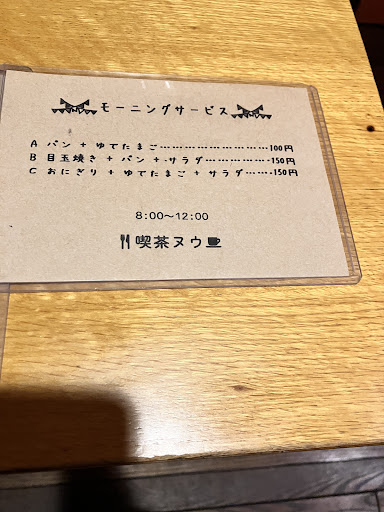 モーニングサービス
A パン + ゆでたまご……………………………100円
B 目玉焼き + パン + サラダ……………………150円
C おにぎり + ゆでたまご + サラダ………150円
8:00〜12:00
喫茶ヌウ